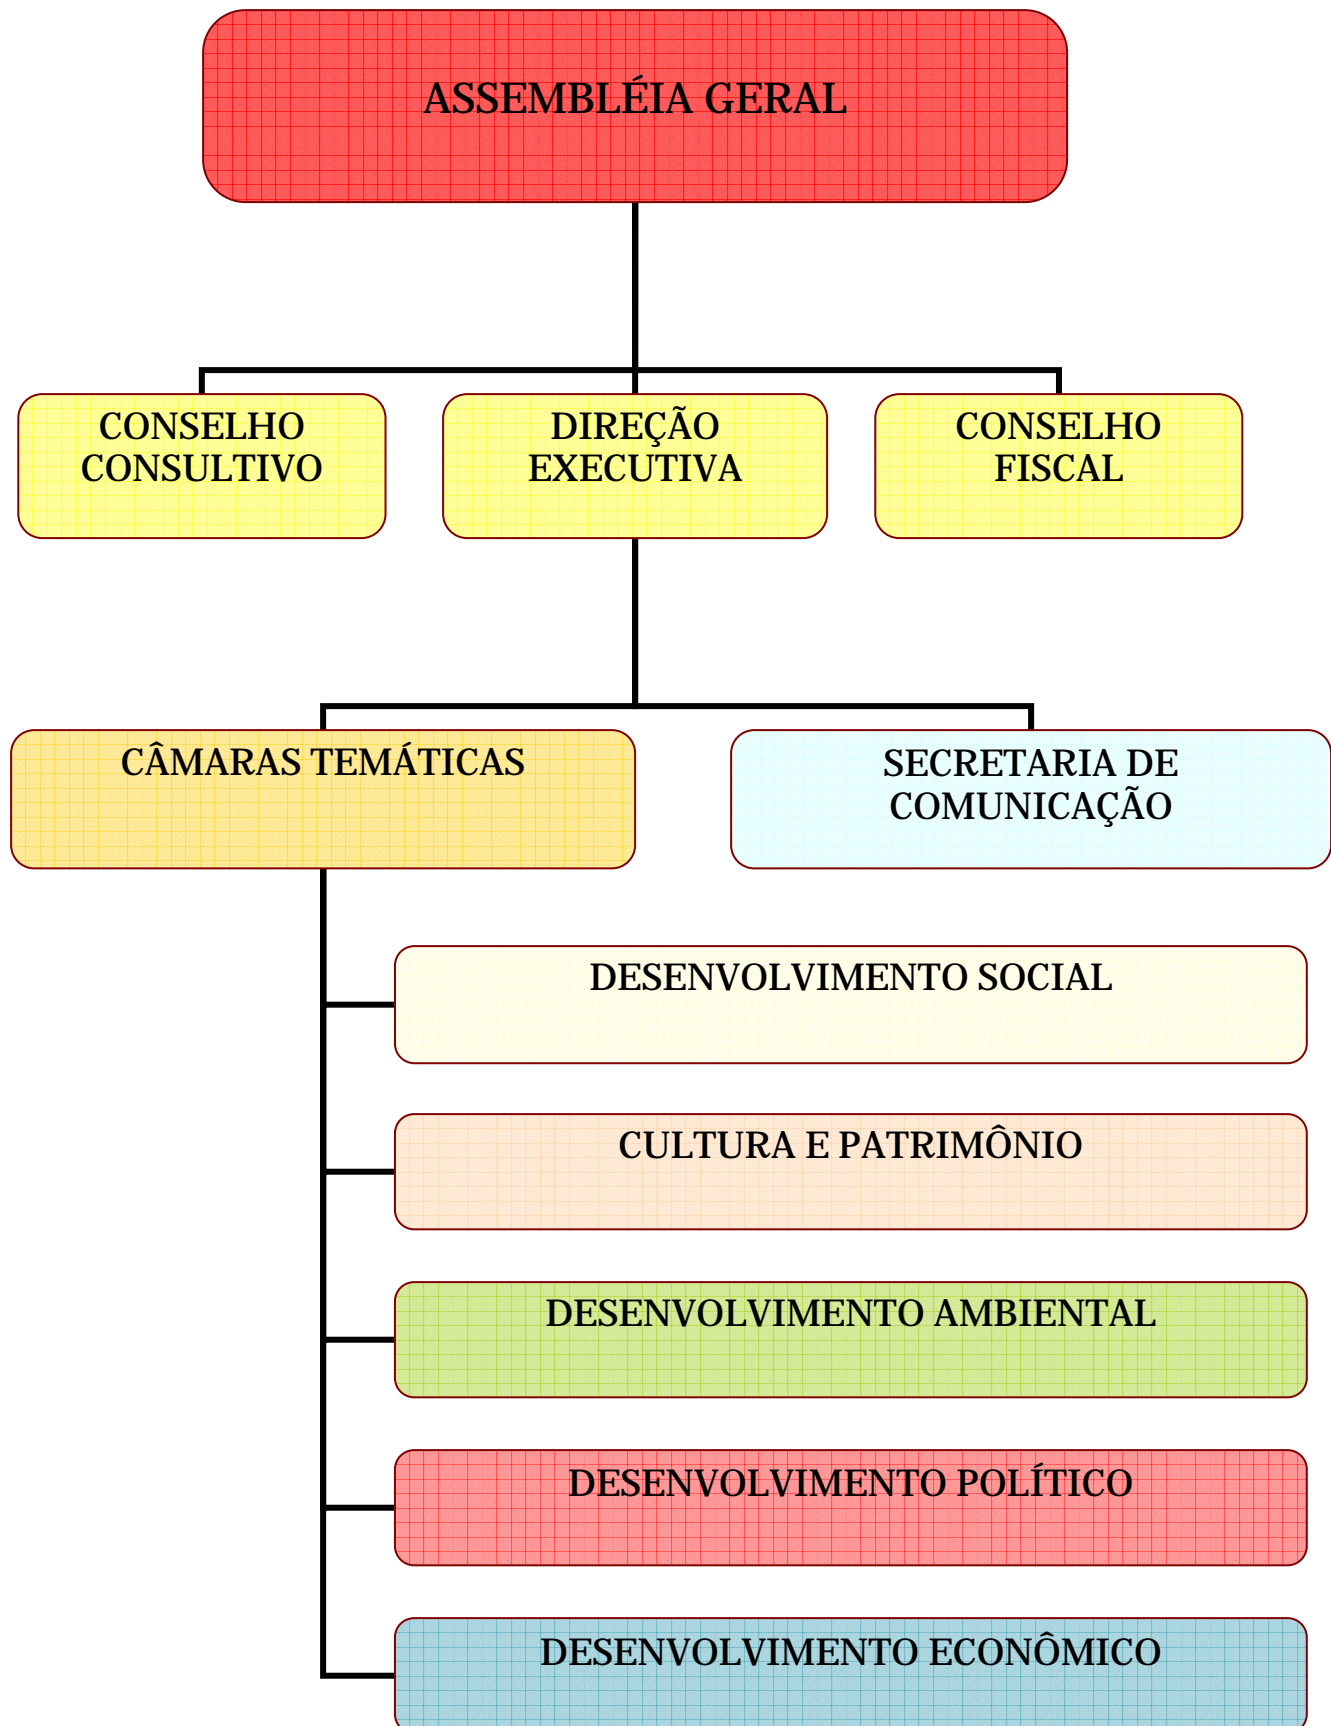 ASSEMBLÉIA GERAL
CONSELHO
CONSULTIVO
DIREÇÃO
EXECUTIVA
CONSELHO
FISCAL
CÂMARAS TEMÁTICAS
SECRETARIA DE
COMUNICAÇÃO
DESENVOLVIMENTO SOCIAL
CULTURA E PATRIMÔNIO
DESENVOLVIMENTO AMBIENTAL
DESENVOLVIMENTO POLÍTICO
DESENVOLVIMENTO ECONÔMICO